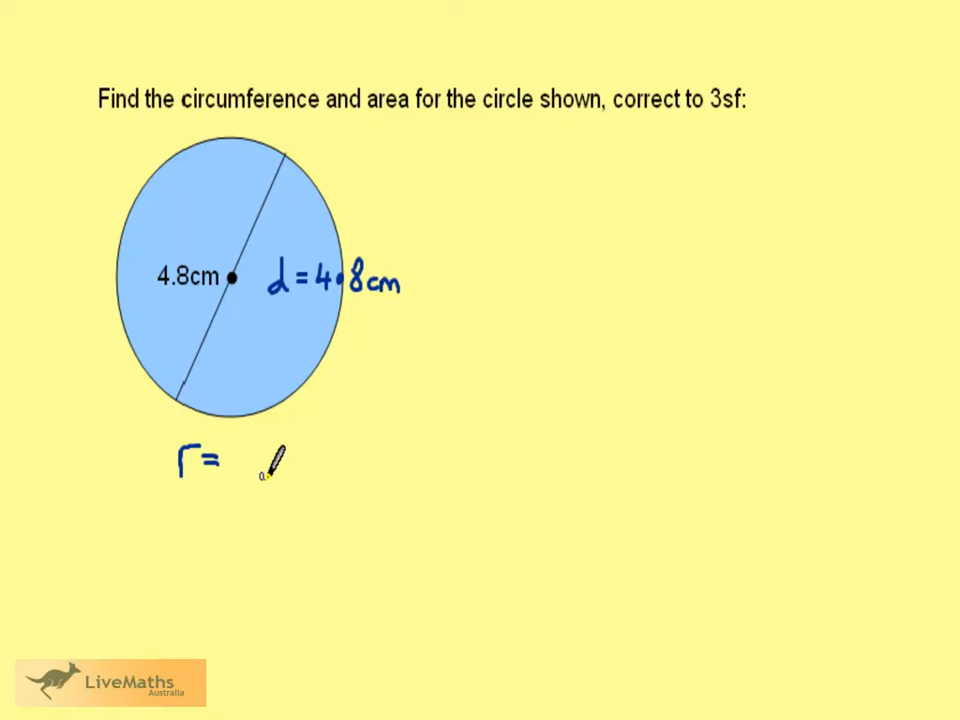 Find the circumference and area for the circle shown, correct to 3sf:
4.8cm
d = 4.8cm
r =
LiveMaths
Australia